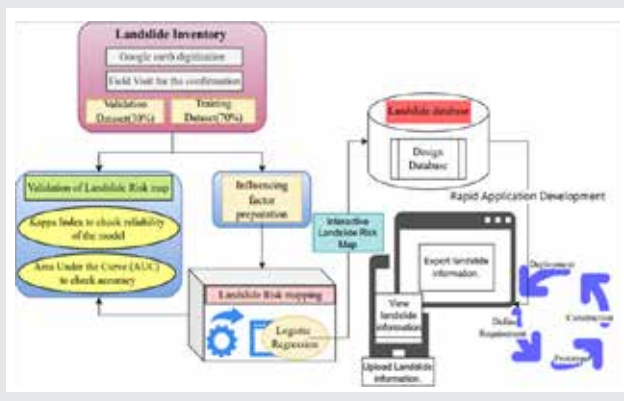 Landslide Inventory
Google earth digitization
Field Visit for the confirmation
Validation
Dataset(30%)
Training
Dataset(70%)
Validation of Landslide Risk map
Kappa Index to check reliability
of the model
Area Under the Curve (AUC)
to check accuracy
Influencing
factor
preparation
Landslide Risk mapping
Logistic
Regression
Interactive
Landslide Risk
Map
Landslide database
Design
Database
Rapid Application Development
Export landslide
information.
View
landslide
information
Upload Landslide
information.
Deployment
Define
Requirement
Construction
Prototype